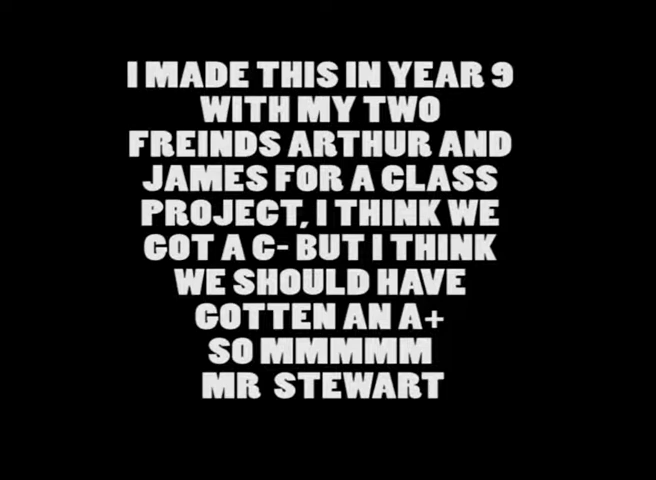 I MADE THIS IN YEAR 9
WITH MY TWO
FREINDS ARTHUR AND
JAMES FOR A CLASS
PROJECT, I THINK WE
GOT A C- BUT I THINK
WE SHOULD HAVE
GOTTEN AN A+
SO MMMMM
MR STEWART